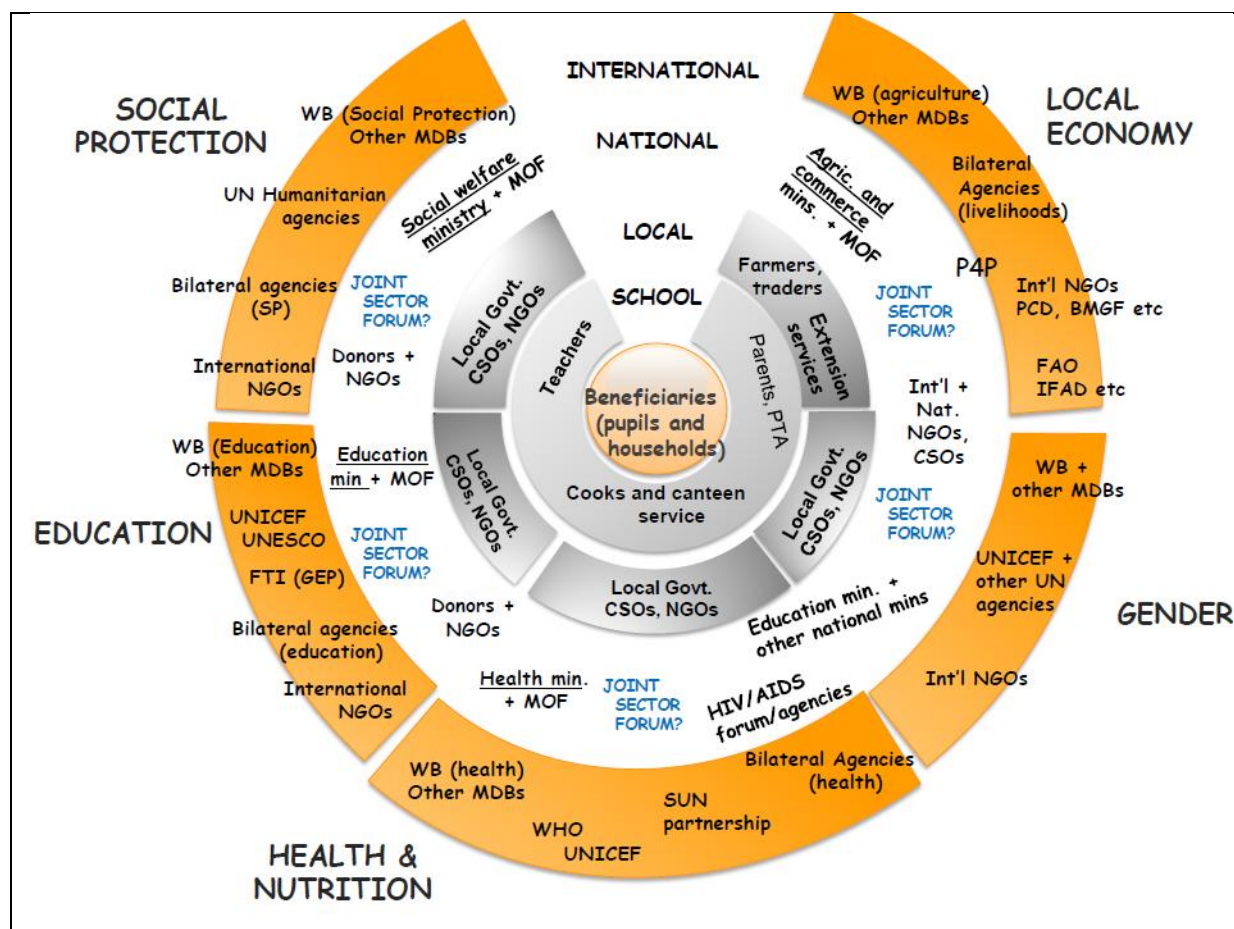 INTERNATIONAL
NATIONAL
LOCAL
SCHOOL
SOCIAL
PROTECTION
WB (Social Protection)
Other MDBs
UN Humanitarian
agencies
Bilateral agencies
(SP)
International
NGOs
Social welfare
ministry + MOF
JOINT
SECTOR
FORUM?
Donors +
NGOs
Local Govt.
CSOs, NGOs
Teachers
LOCAL
ECONOMY
WB (agriculture)
Other MDBs
Bilateral
Agencies
(livelihoods)
P4P
Int'l NGOs
PCD, BMGF etc
FAO
IFAD etc
Agric. and
commerce
mins. + MOF
JOINT
SECTOR
FORUM?
Int'l +
Nat.
NGOs,
CSOs
Farmers,
traders
Extension
services
Parents, PTA
Beneficiaries
(pupils and
households)
Cooks and canteen
service
EDUCATION
WB (Education)
Other MDBs
UNICEF
UNESCO
FTI (GEP)
Bilateral agencies
(education)
International
NGOs
Education
min + MOF
JOINT
SECTOR
FORUM?
Donors +
NGOs
Local Govt.
CSOs, NGOs
GENDER
WB +
other MDBs
UNICEF +
other UN
agencies
Int'l NGOs
JOINT
SECTOR
FORUM?
Education min. +
other national mins
Local Govt.
CSOs, NGOs
HEALTH &
NUTRITION
Local Govt.
CSOs, NGOs
Health min.
+ MOF
JOINT
SECTOR
FORUM?
HIV/AIDS
forum/agencies
WB (health)
Other MDBs
WHO
UNICEF
SUN
partnership
Bilateral Agencies
(health)